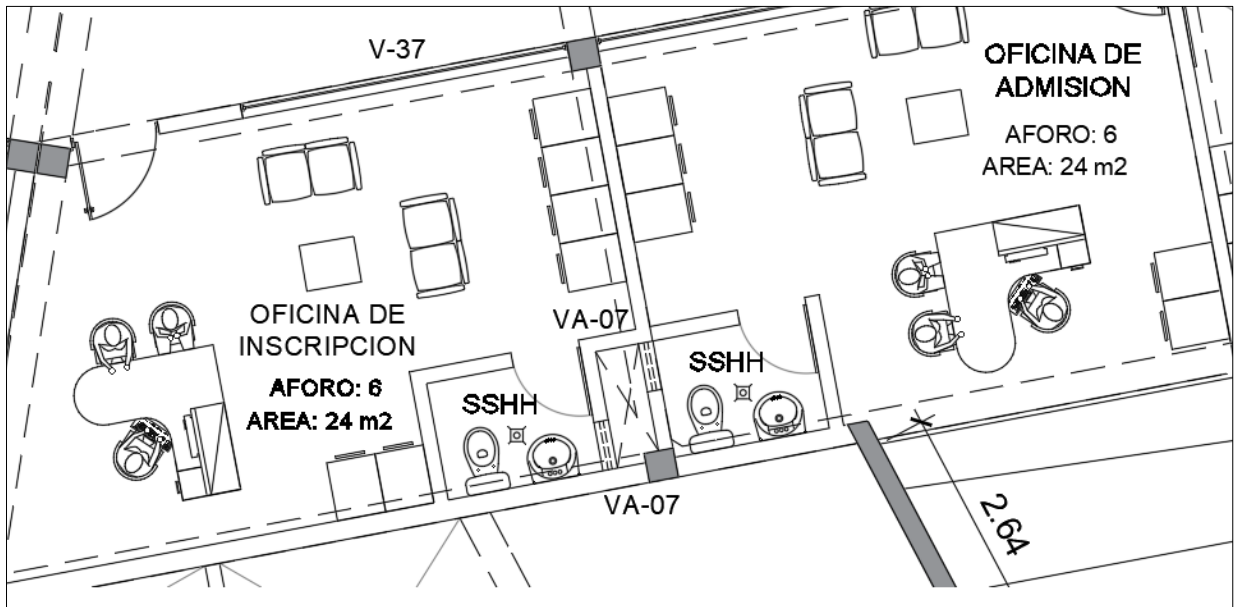 V-37
OFICINA DE
ADMISION
AFORO: 6
AREA: 24 m2
OFICINA DE
INSCRIPCION
AFORO: 6
AREA: 24 m2
VA-07
SSHH
SSHH
VA-07
2.64